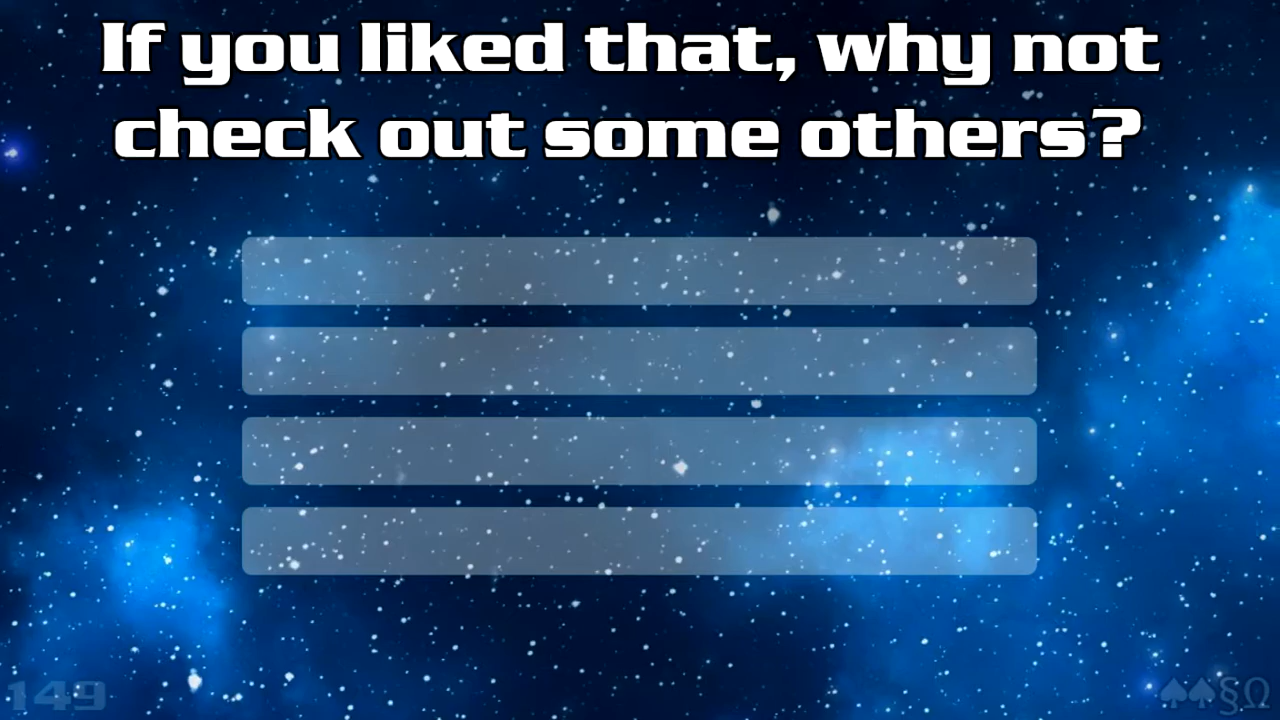 If you liked that, why not
check out some others?
149
♠♠§Ω